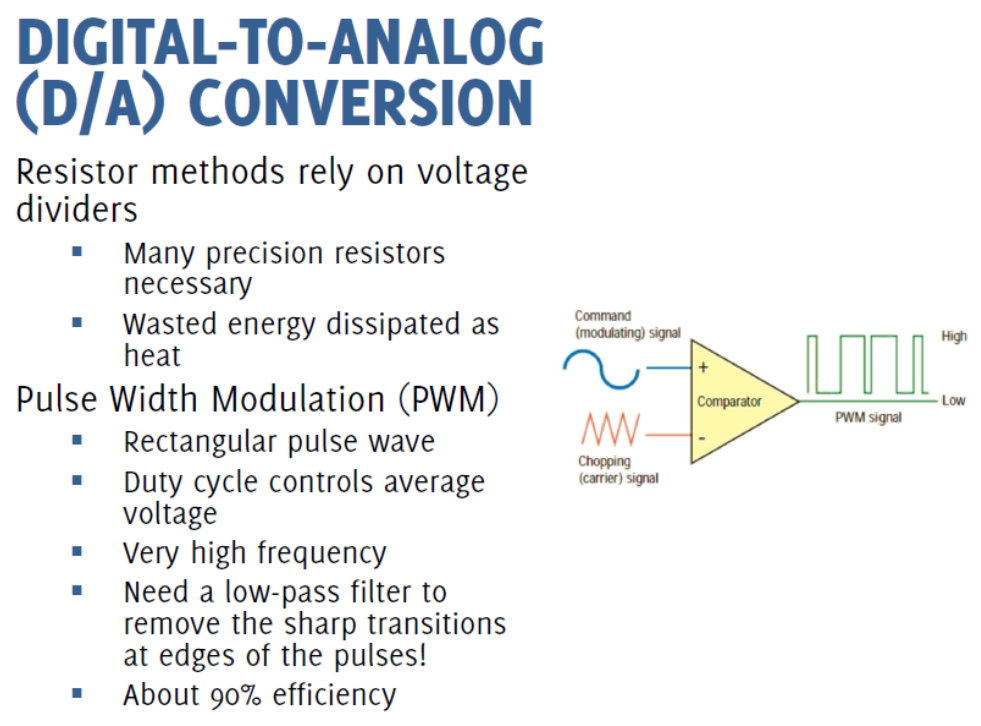 DIGITAL-TO-ANALOG
(D/A) CONVERSION
Resistor methods rely on voltage
dividers
▪ Many precision resistors
necessary
▪ Wasted energy dissipated as
heat
Pulse Width Modulation (PWM)
▪ Rectangular pulse wave
▪ Duty cycle controls average
voltage
▪ Very high frequency
▪ Need a low-pass filter to
remove the sharp transitions
at edges of the pulses!
▪ About 90% efficiency
Command
(modulating) signal
+
Comparator
-
Chopping
(carrier) signal
High
Low
PWM signal